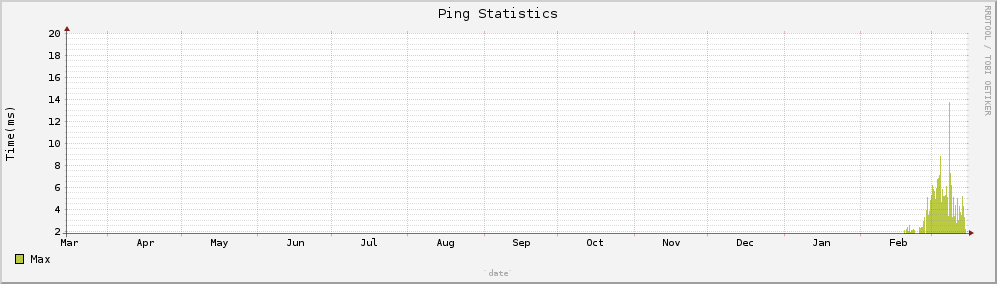 Ping Statistics
RRDTOOL / TOBI OETIKER
Time(ms)
20
18
16
14
12
10
8
6
4
2
Mar Apr May Jun Jul Aug Sep Oct Nov Dec Jan Feb
Max
`date`